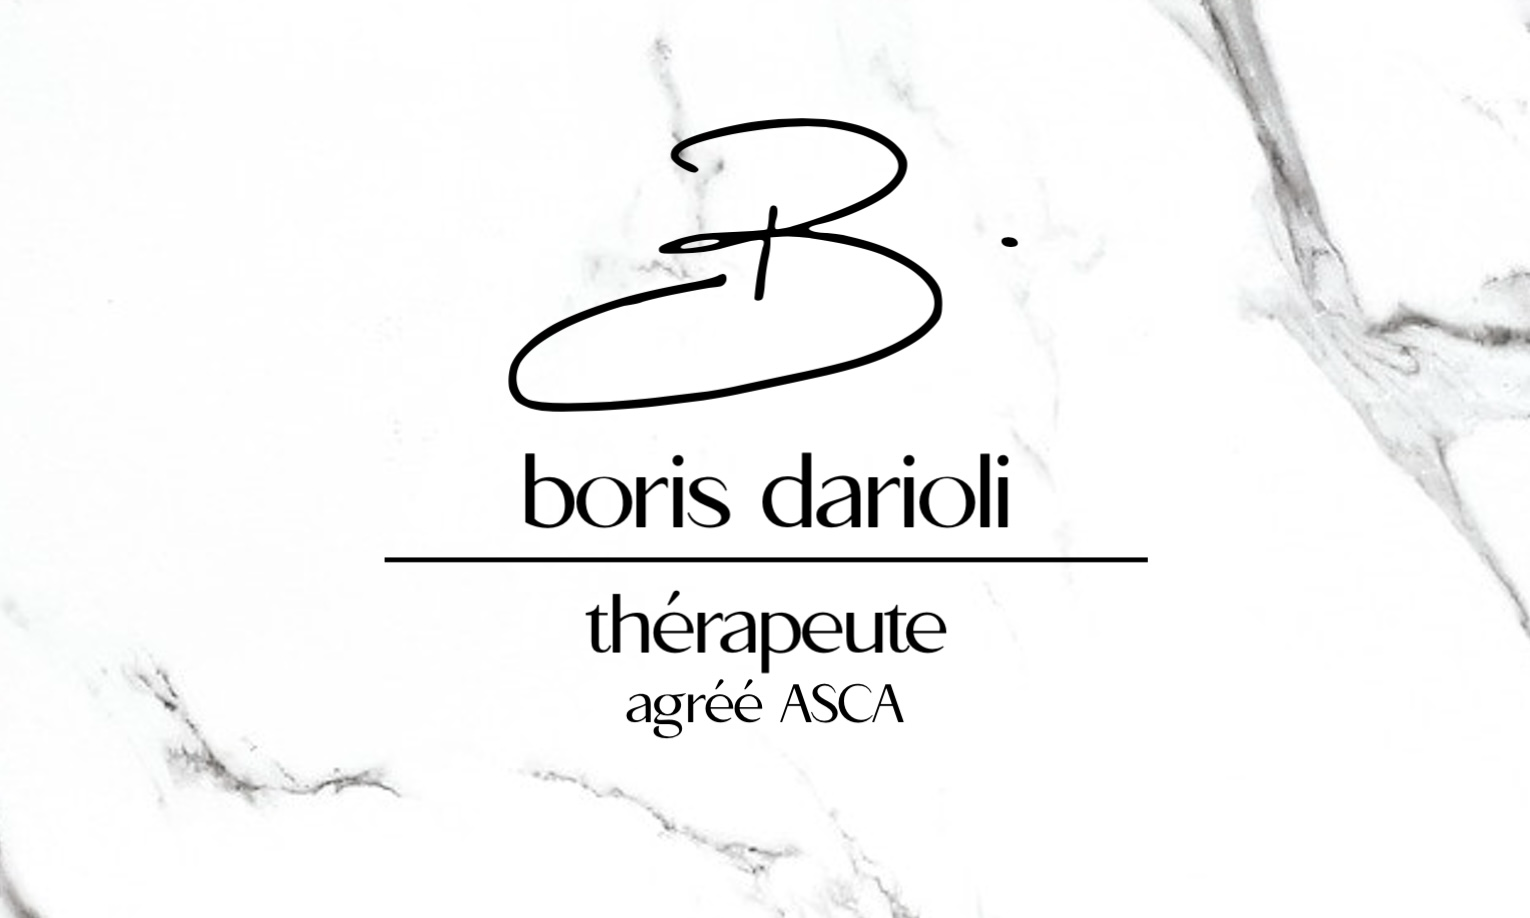 B.
boris darioli
thérapeute
agréé ASCA